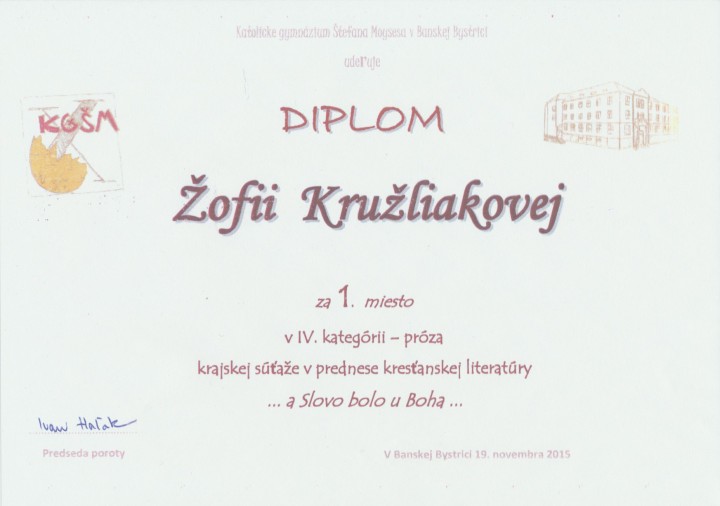 Katolícke gymnázium Štefana Moysesa v Banskej Bystrici
udeľuje
KGŠM
DIPLOM
Žofii Kružliakovej
za 1. miesto
v IV. kategórii – próza
krajskej súťaže v prednese kresťanskej literatúry
... a Slovo bolo u Boha ...
Ivan
Predseda poroty
V Banskej Bystrici 19. novembra 2015